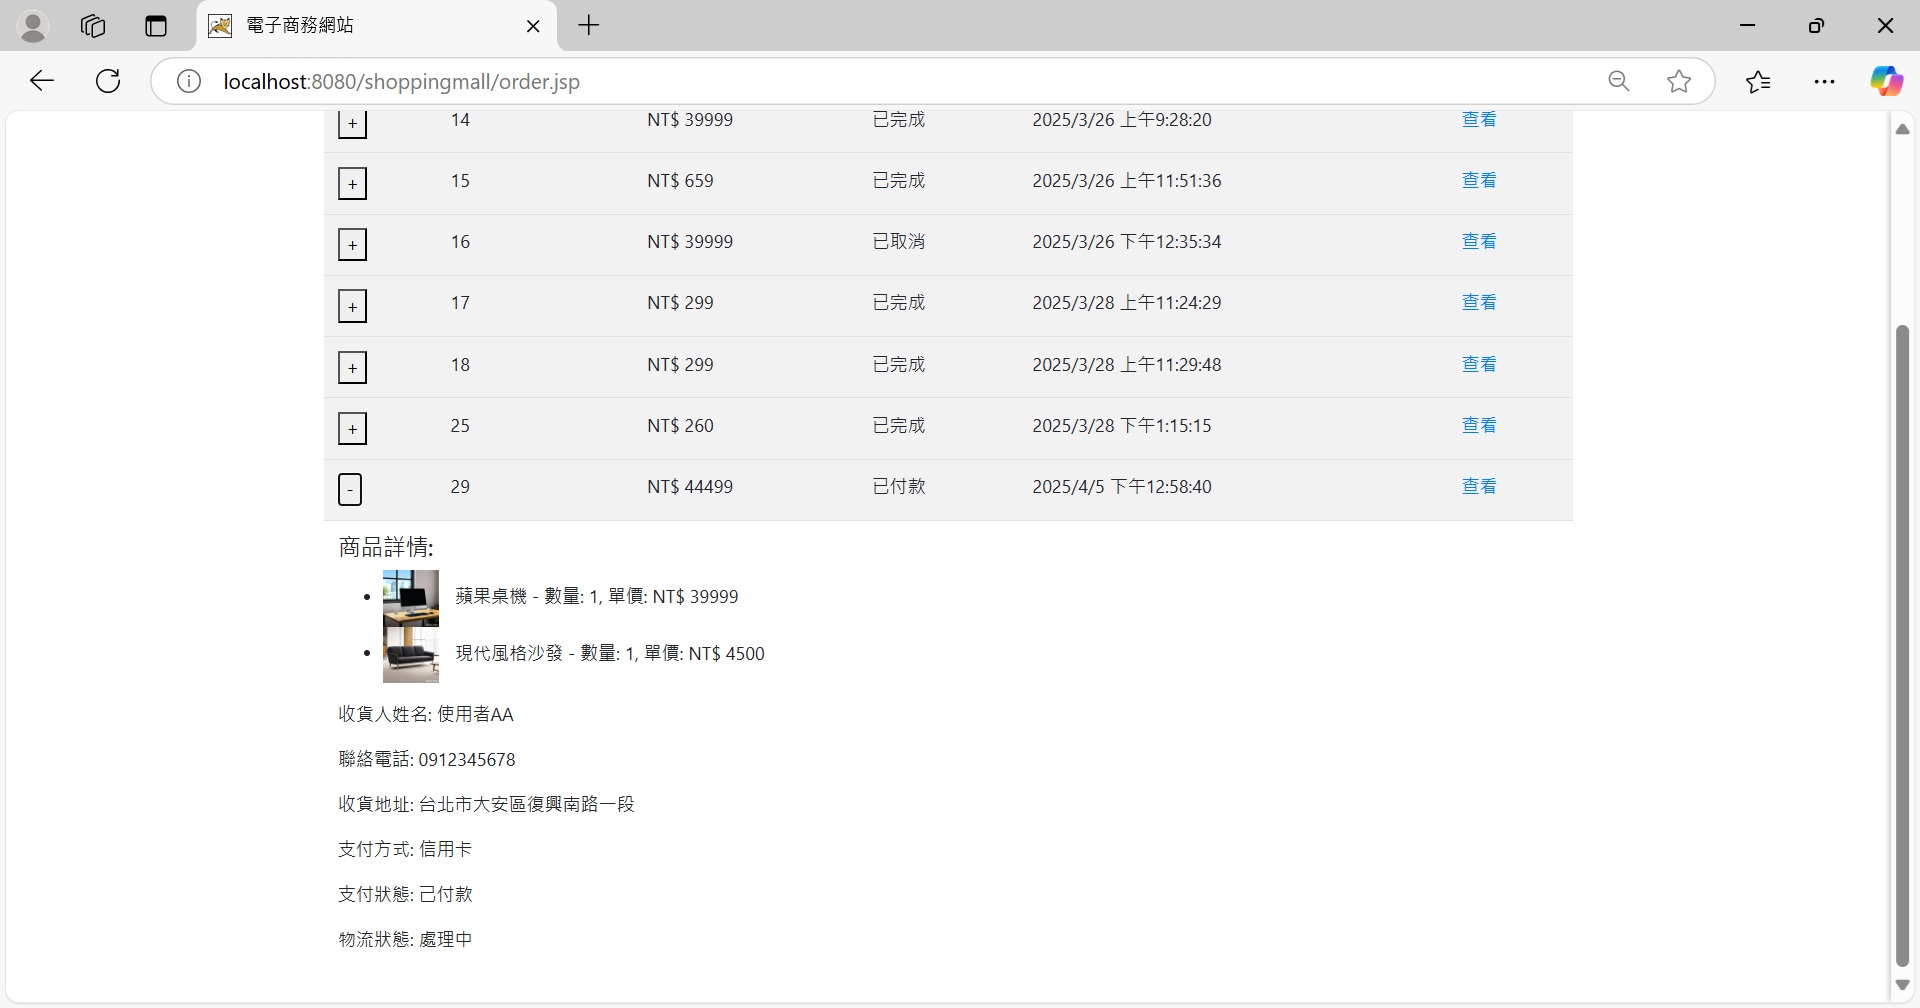 電子商務網站
localhost:8080/shoppingmall/order.jsp
+ 14 NT$ 39999 已完成 2025/3/26 上午9:28:20 查看
+ 15 NT$ 659 已完成 2025/3/26 上午11:51:36 查看
+ 16 NT$ 39999 已取消 2025/3/26 下午12:35:34 查看
+ 17 NT$ 299 已完成 2025/3/28 上午11:24:29 查看
+ 18 NT$ 299 已完成 2025/3/28 上午11:29:48 查看
+ 25 NT$ 260 已完成 2025/3/28 下午1:15:15 查看
- 29 NT$ 44499 已付款 2025/4/5 下午12:58:40 查看
商品詳情:
蘋果桌機 - 數量: 1, 單價: NT$ 39999
現代風格沙發 - 數量: 1, 單價: NT$ 4500
收貨人姓名: 使用者AA
聯絡電話: 0912345678
收貨地址: 台北市大安區復興南路一段
支付方式: 信用卡
支付狀態: 己付款
物流狀態: 處理中